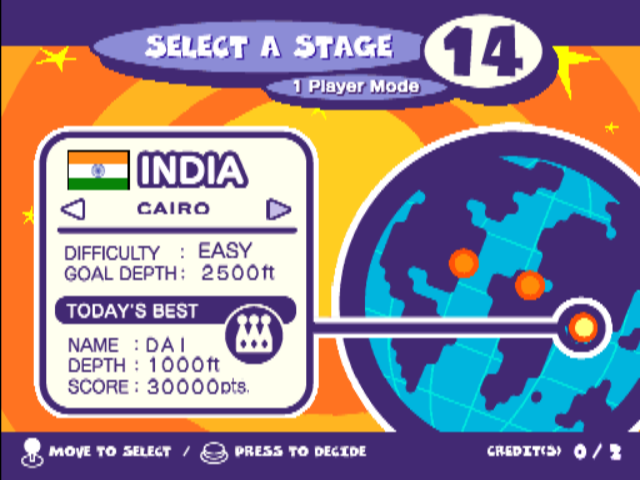 SELECT A STAGE
14
1 Player Mode
INDIA
CAIRO
DIFFICULTY : EASY
GOAL DEPTH : 2500ft
TODAY'S BEST
NAME : DAI
DEPTH : 1000ft
SCORE : 30000pts.
MOVE TO SELECT / PRESS TO DECIDE
CREDIT(S) 0 / 2